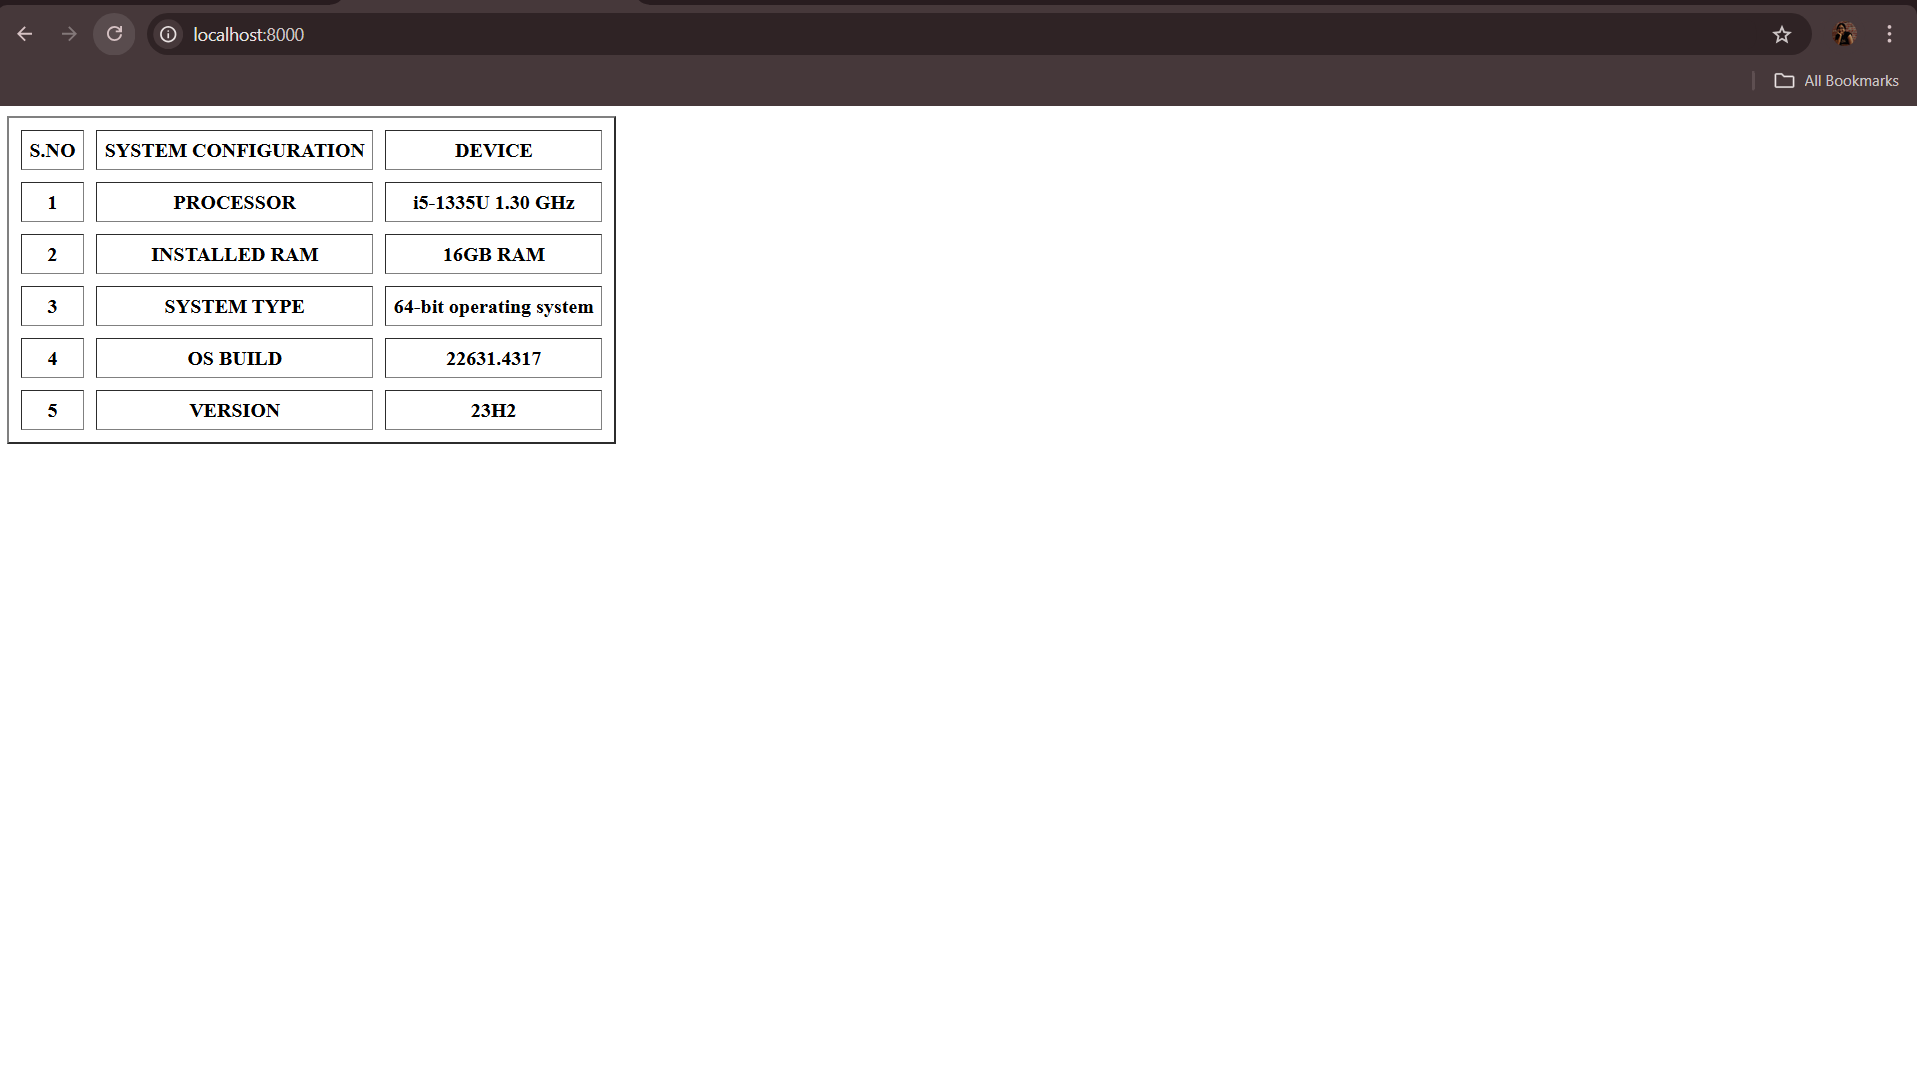 localhost:8000
All Bookmarks
S.NO SYSTEM CONFIGURATION DEVICE
1 PROCESSOR i5-1335U 1.30 GHz
2 INSTALLED RAM 16GB RAM
3 SYSTEM TYPE 64-bit operating system
4 OS BUILD 22631.4317
5 VERSION 23H2